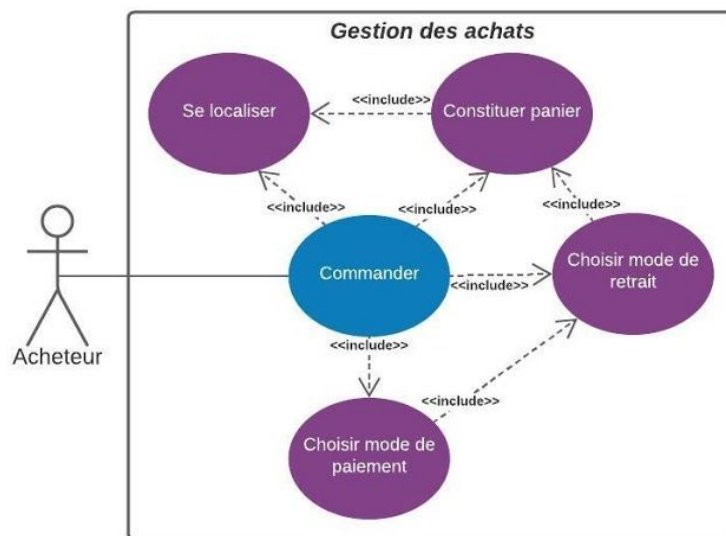 Gestion des achats
Se localiser
<<include>>
Constituer panier
<<include>>
<<include>>
<<include>>
Commander
<<include>>
Choisir mode de
retrait
Acheteur
<<include>>
<<include>>
Choisir mode de
paiement